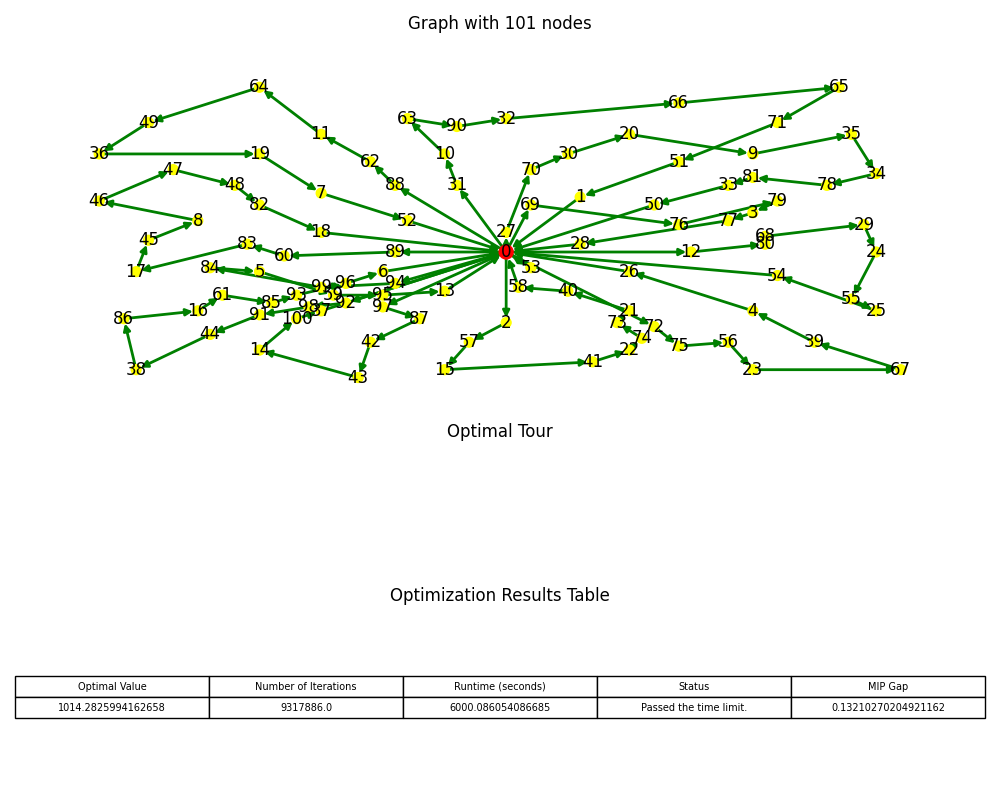 Graph with 101 nodes
64 65
49 63 90 32 66 71
11 20 35
36 19 10 62 30 51 9
47 48 88 31 70 33 81 78 34
46 7 1 50 79
82 69 3
8 52 18 27 76 77 68 29
45 83 60 89 0 28 12 80 24
17 84 5 6 53 26 54
99 96 94 58 40
61 93 59 95 13 55 25
85 98 92 97 21
86 16 91 100 37 87 2 73 72
44 14 42 57 22 74 75 56 39 4
38 43 15 41 23 67
Optimal Tour
Optimization Results Table
Optimal Value Number of Iterations Runtime (seconds) Status MIP Gap
1014.2825994162658 9317886.0 6000.086054086685 Passed the time limit. 0.13210270204921162